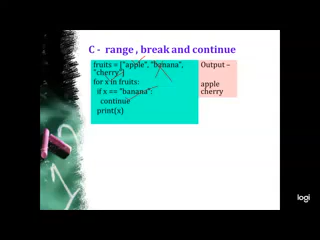 C - range , break and continue
fruits = ["apple", "banana",
"cherry"]
for x in fruits:
if x == "banana":
continue
print(x)
Output –
apple
cherry
logi